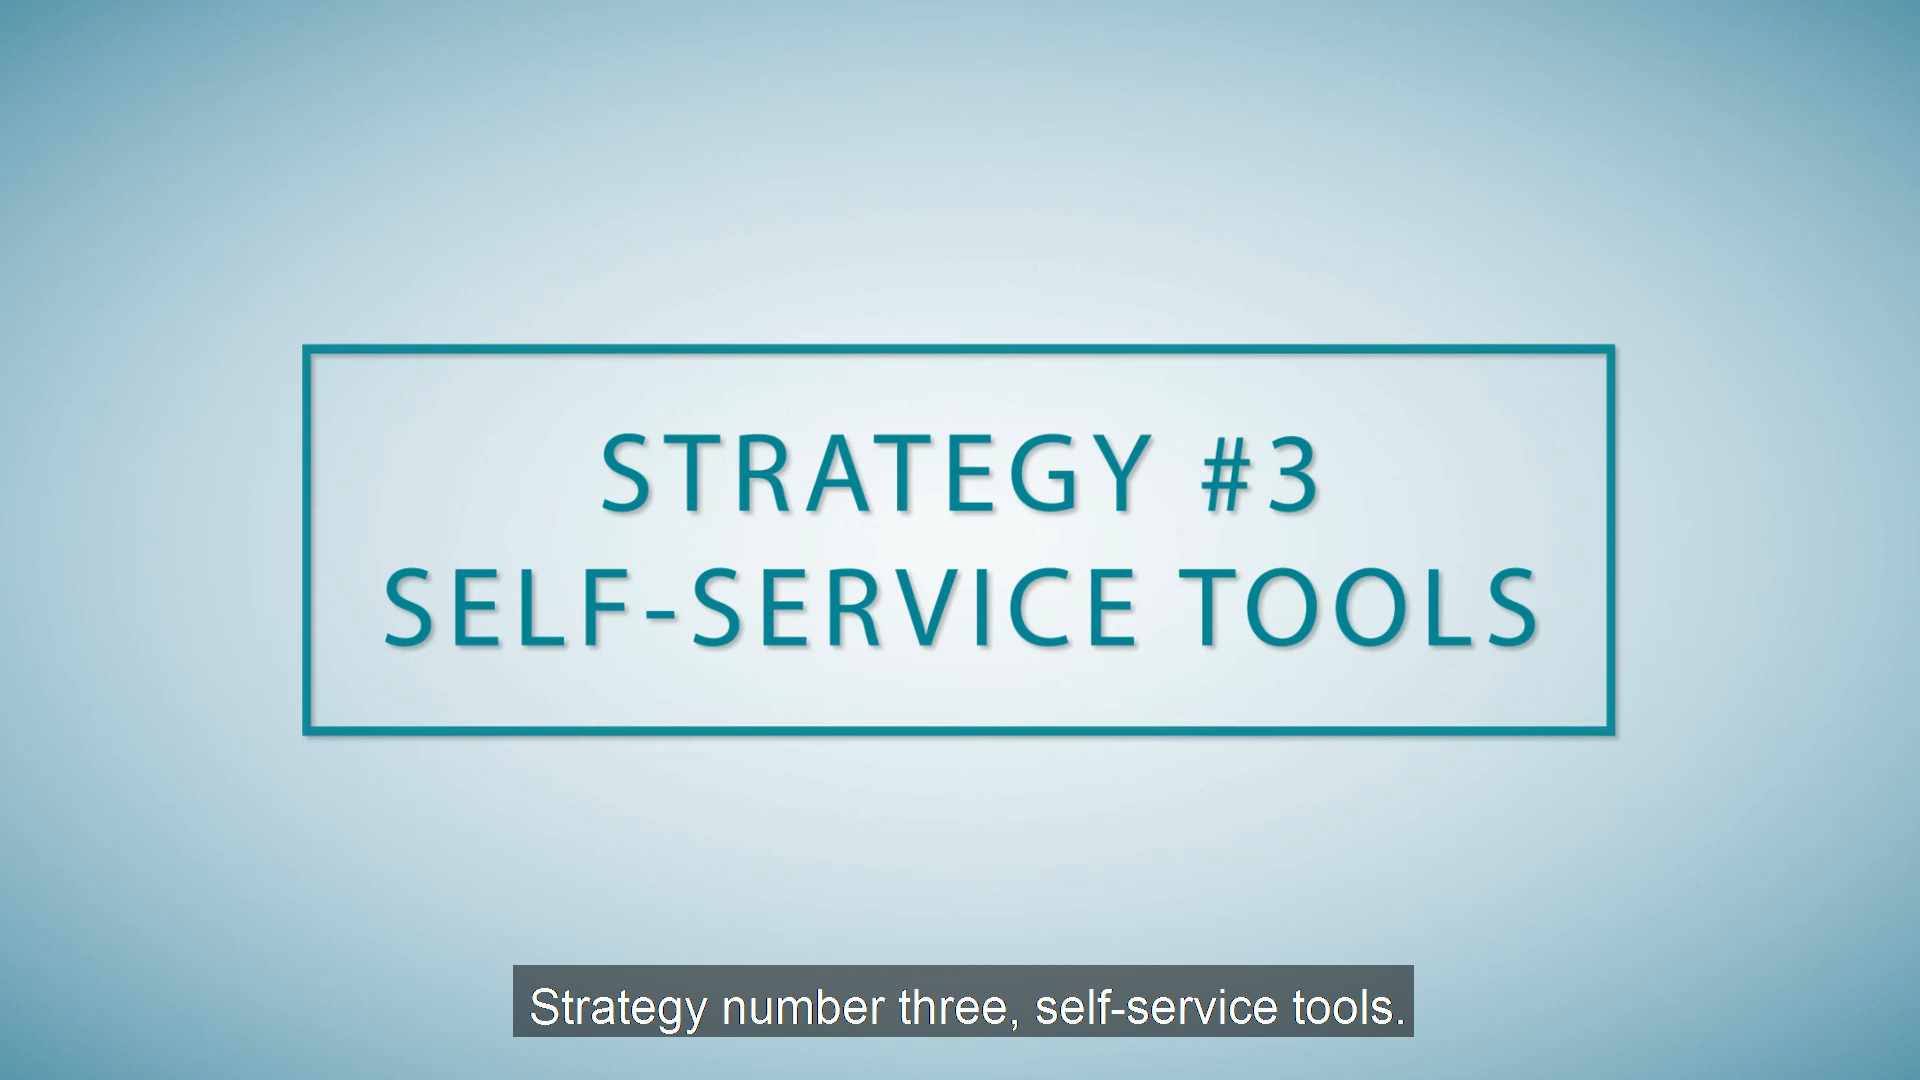 STRATEGY #3
SELF-SERVICE TOOLS
Strategy number three, self-service tools.